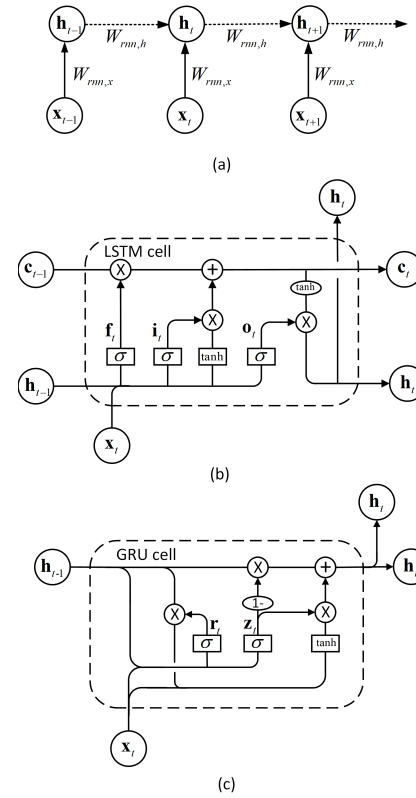 h_{t-1} h_t h_{t+1}
W_{rnn,h} W_{rnn,h} W_{rnn,h}
W_{rnn,x} W_{rnn,x} W_{rnn,x}
x_{t-1} x_t x_{t+1}
(a)
h_t
LSTM cell
c_{t-1} × + c_t
tanh
f_t i_t × o_t ×
σ σ tanh σ
h_{t-1} h_t
x_t
(b)
h_t
GRU cell
h_{t-1} × + h_t
1-
× r_t z_t ×
σ σ tanh
x_t
(c)